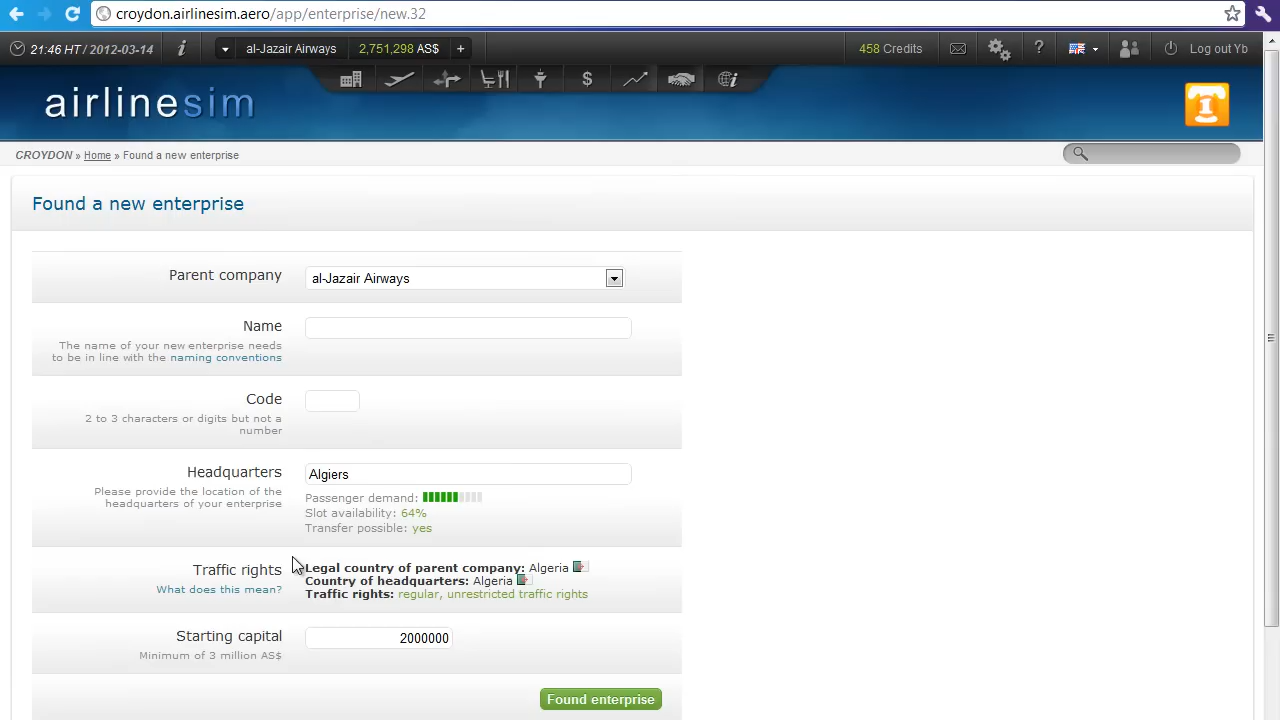 croydon.airlinesim.aero/app/enterprise/new.32
21:46 HT / 2012-03-14 i al-Jazair Airways 2,751,298 AS$ + 458 Credits ? Log out Yb
$ i
airlinesim
CROYDON » Home » Found a new enterprise
Found a new enterprise
Parent company al-Jazair Airways
Name
The name of your new enterprise needs
to be in line with the naming conventions
Code
2 to 3 characters or digits but not a
number
Headquarters Algiers
Please provide the location of the
headquarters of your enterprise
Passenger demand:
Slot availability: 64%
Transfer possible: yes
Traffic rights
What does this mean?
Legal country of parent company: Algeria
Country of headquarters: Algeria
Traffic rights: regular, unrestricted traffic rights
Starting capital 2000000
Minimum of 3 million AS$
Found enterprise